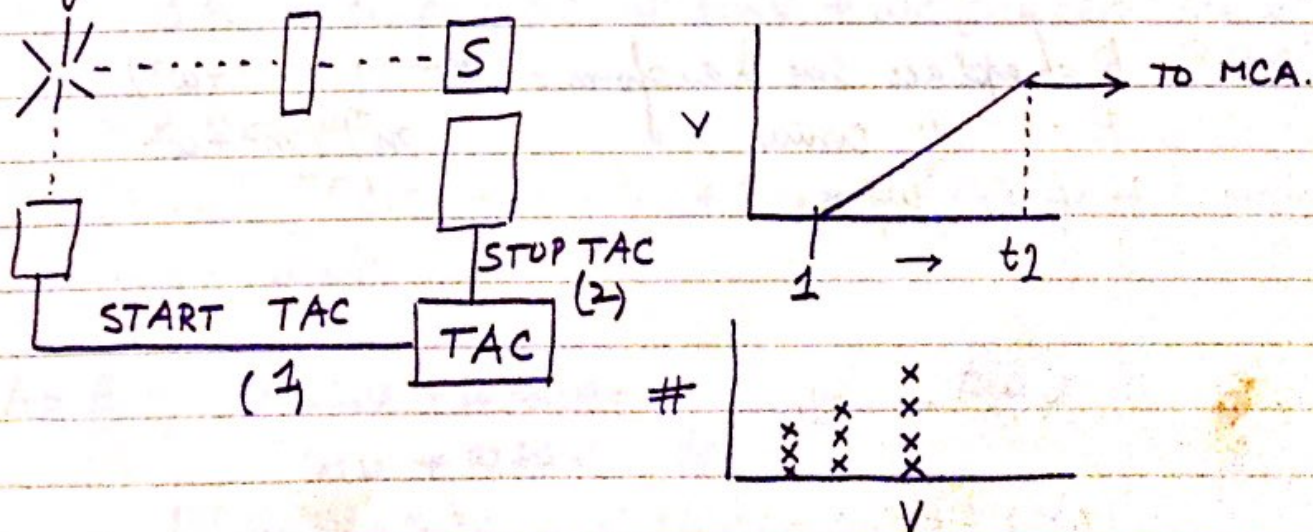 S
V
TO MCA.
1 → t2
STOP TAC
(2)
START TAC
(1)
TAC
#
V